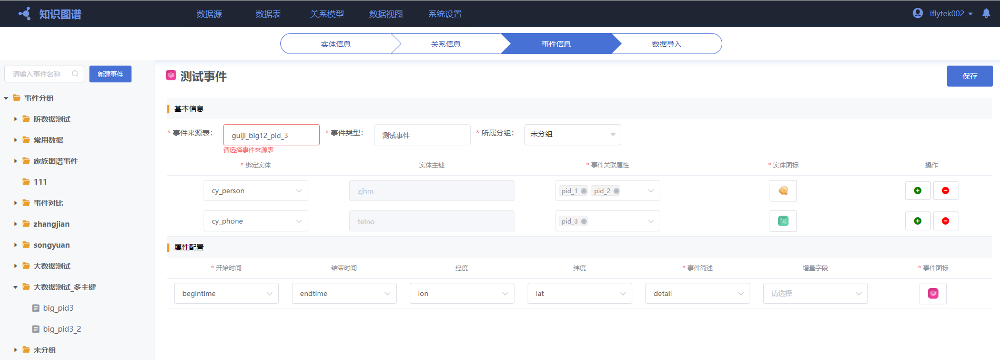 知识图谱 数据源 数据表 关系模型 数据视图 系统设置 iflytek002
实体信息 关系信息 事件信息 数据导入
请输入事件名称 新建事件
事件分组
脏数据测试
常用数据
家族图谱事件
111
事件对比
zhangjian
songyuan
大数据测试
大数据测试_多主键
big_pid3
big_pid3_2
未分组
测试事件 保存
基本信息
* 事件来源表: guiji_big12_pid_3 * 事件类型: 测试事件 * 所属分组: 未分组
请选择事件来源表
* 绑定实体 实体主键 * 事件关联属性 * 实体图标 操作
cy_person zjhm pid_1 pid_2
cy_phone telno pid_3
属性配置
* 开始时间 结束时间 经度 纬度 * 事件简述 增量字段 * 事件图标
begintime endtime lon lat detail 请选择